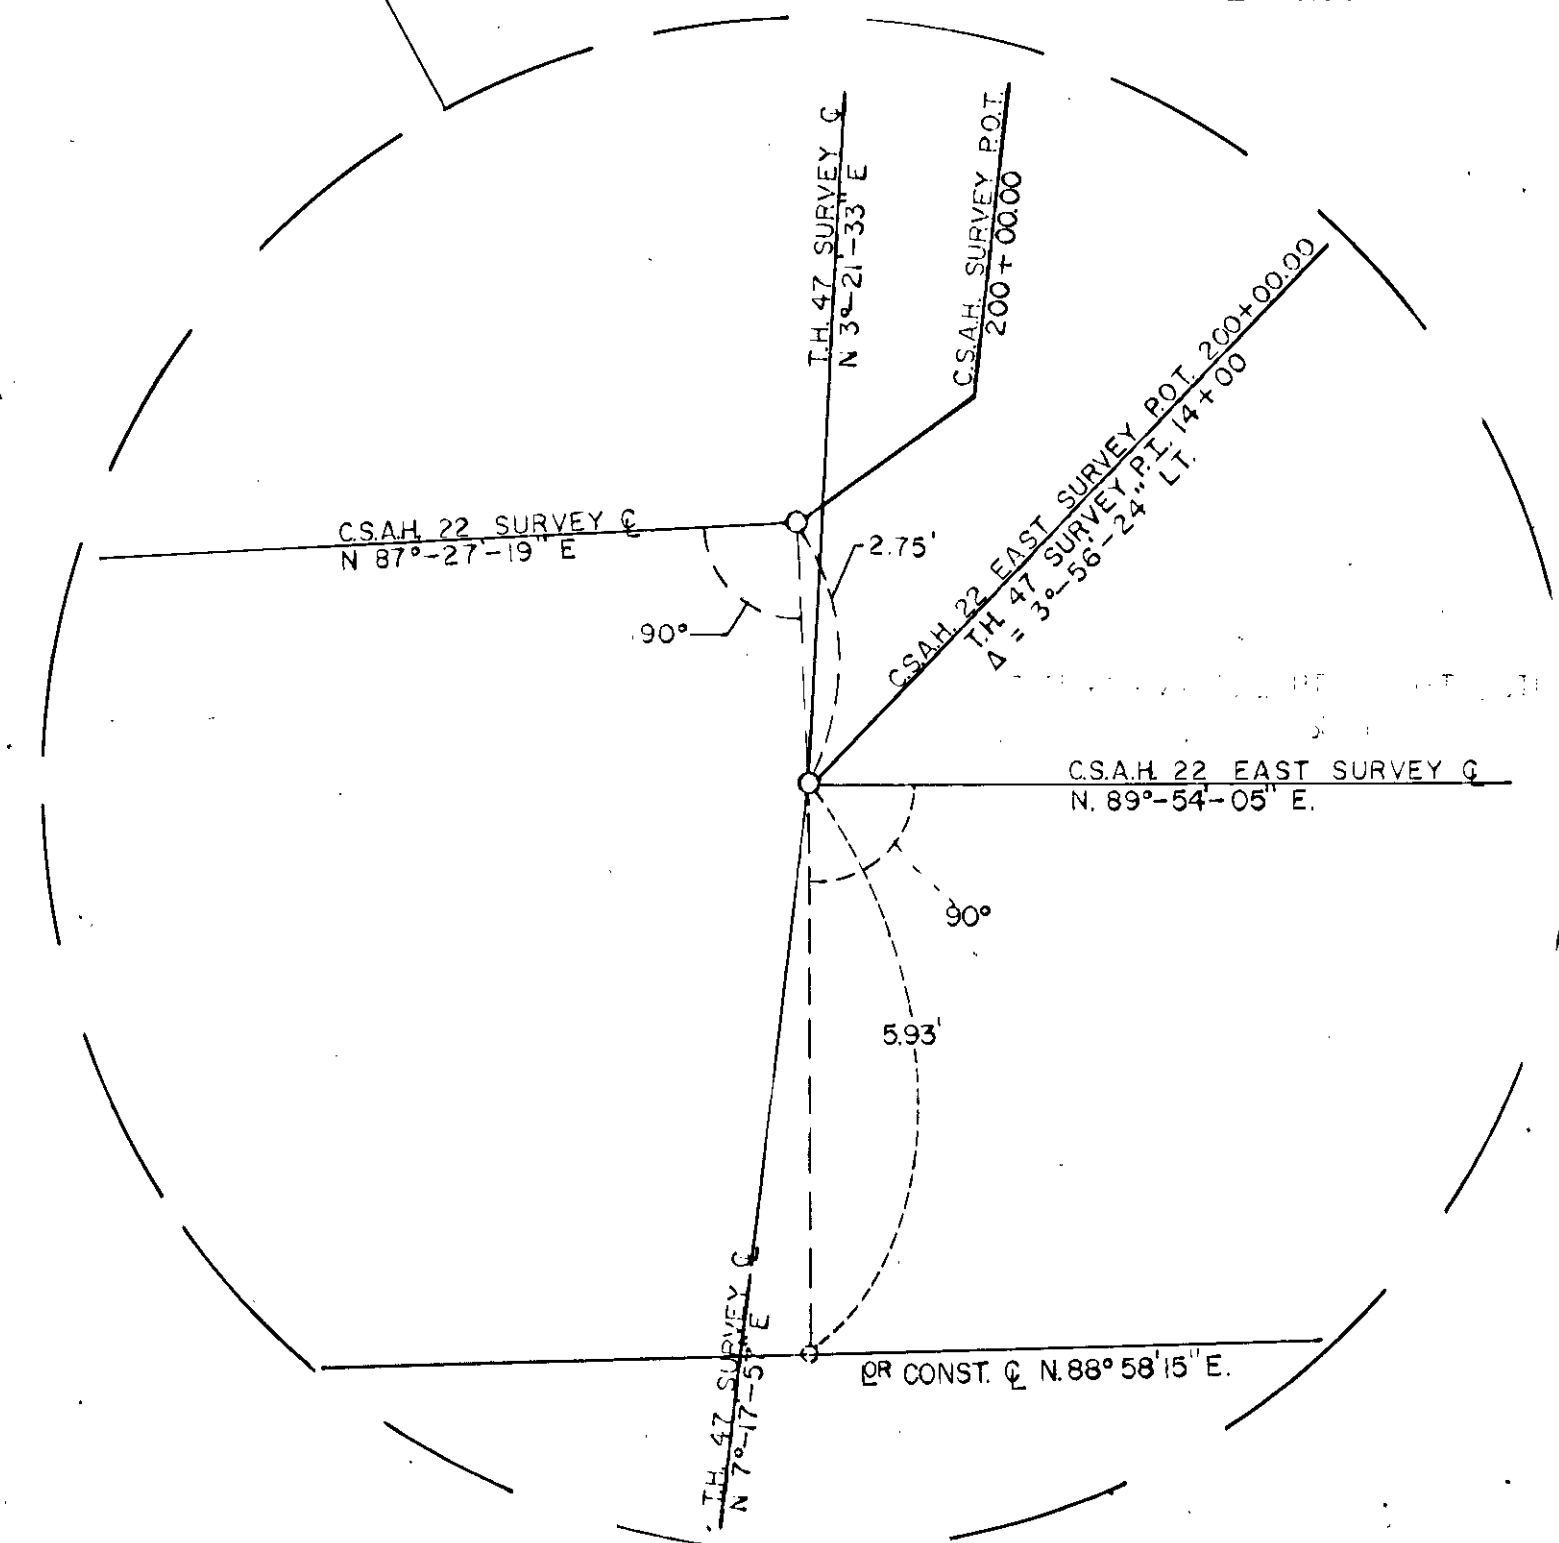 T.H. 47 SURVEY ℄
N 3°-21'-33" E
C.S.A.H. SURVEY P.O.T.
200+00.00
C.S.A.H. 22 SURVEY ℄
N 87°-27'-19" E
2.75'
90°
C.S.A.H. 22 EAST SURVEY P.O.T. 200+00.00
T.H. 47 SURVEY P.I. 14+00
Δ = 3°-56'-24" LT.
C.S.A.H. 22 EAST SURVEY ℄
N. 89°-54'-05" E.
90°
5.93'
T.H. 47 SURVEY ℄
N 7°-17'- E
OR CONST. ℄ N. 88° 58' 15" E.